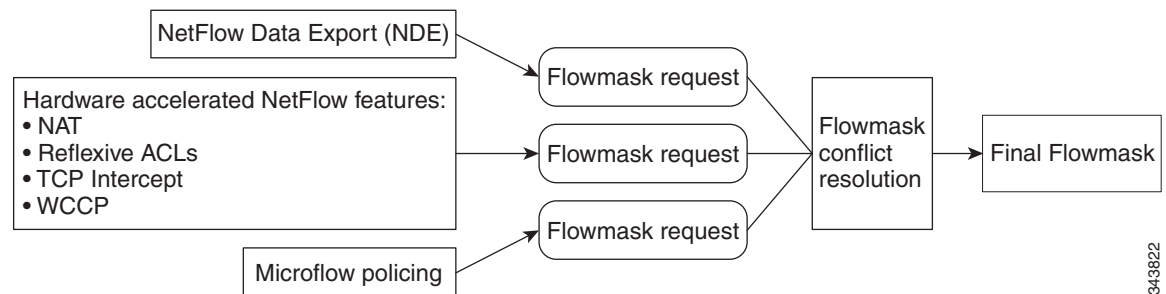 NetFlow Data Export (NDE)
Hardware accelerated NetFlow features:
• NAT
• Reflexive ACLs
• TCP Intercept
• WCCP
Microflow policing
Flowmask request
Flowmask request
Flowmask request
Flowmask
conflict
resolution
Final Flowmask
343822